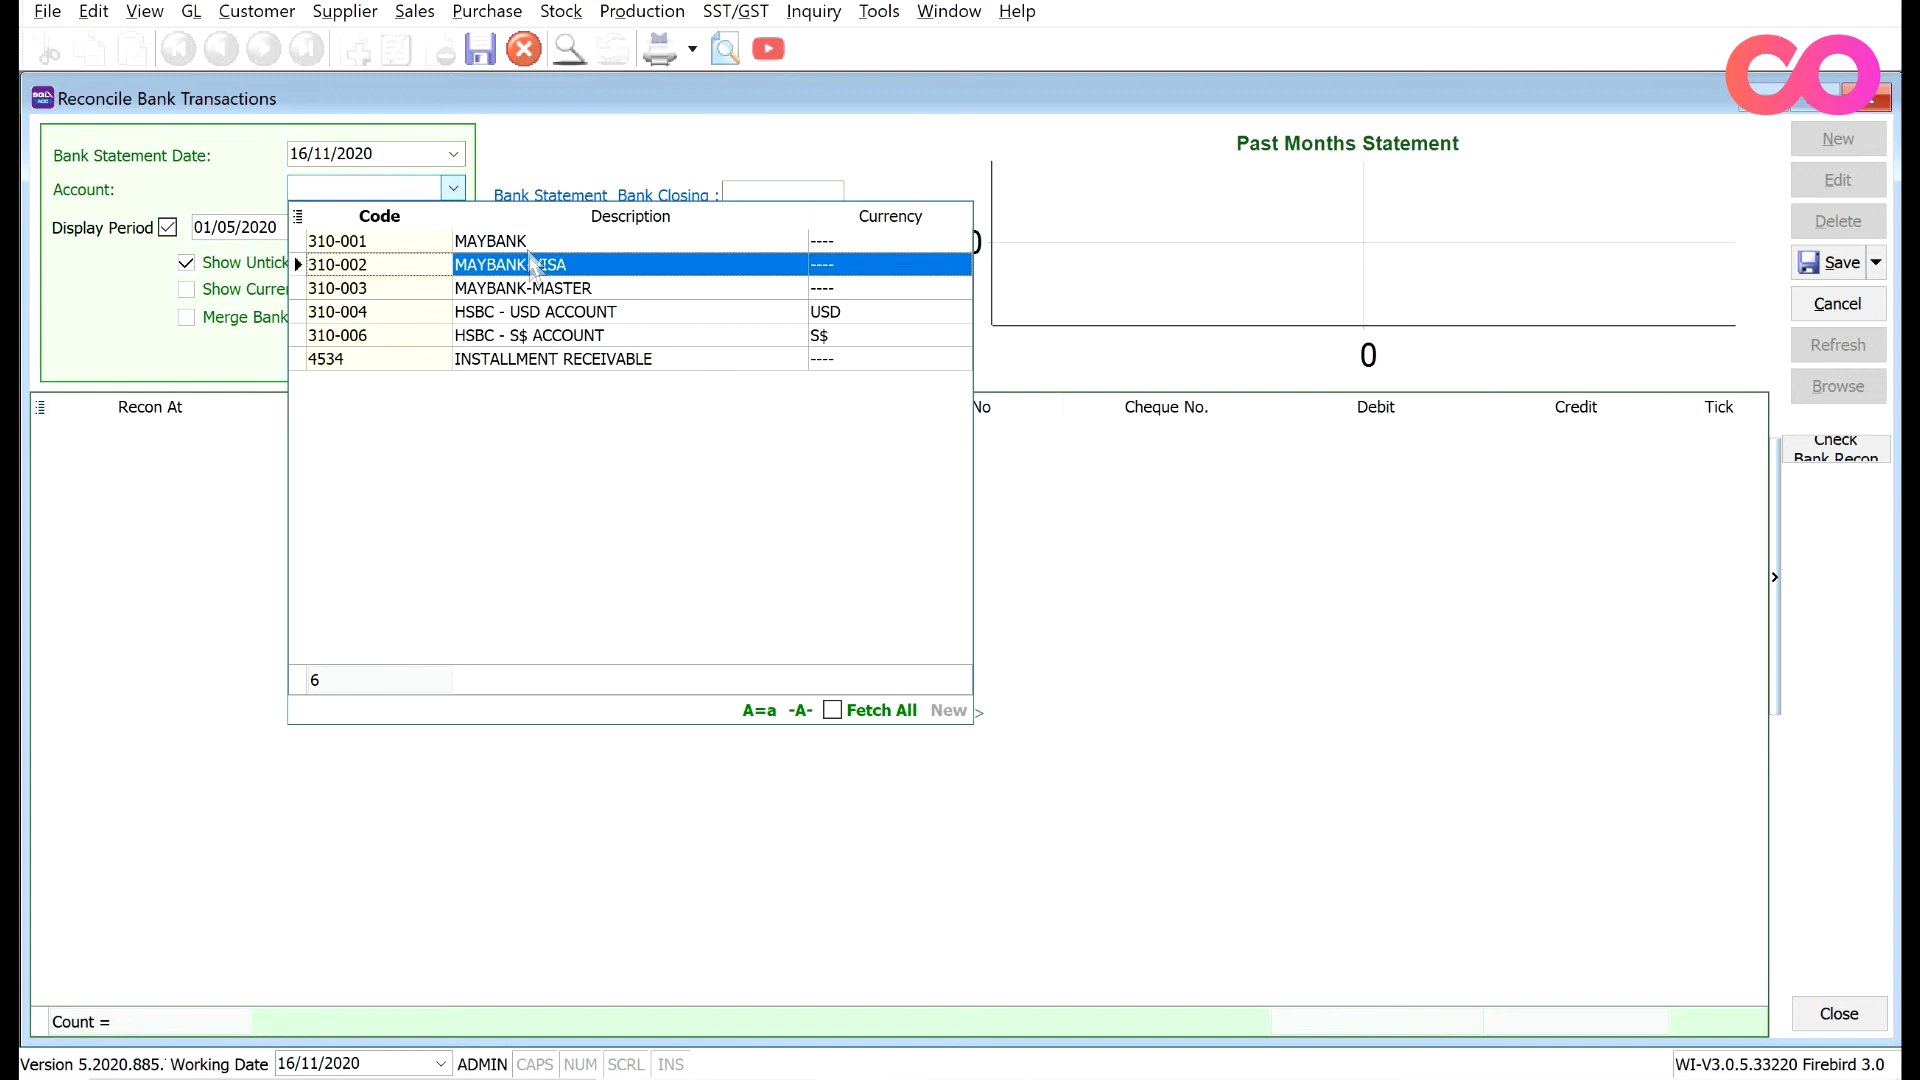 File Edit View GL Customer Supplier Sales Purchase Stock Production SST/GST Inquiry Tools Window Help
Reconcile Bank Transactions
Bank Statement Date: 16/11/2020
Account:
Display Period 01/05/2020
Show Untick
Show Curre
Merge Bank
Bank Statement Bank Closing :
Code Description Currency
310-001 MAYBANK ----
310-002 MAYBANK ISA ----
310-003 MAYBANK-MASTER ----
310-004 HSBC - USD ACCOUNT USD
310-006 HSBC - S$ ACCOUNT S$
4534 INSTALLMENT RECEIVABLE ----
6
A=a -A- Fetch All New >
Past Months Statement
0
0
New
Edit
Delete
Save
Cancel
Refresh
Browse
Check
Bank Recon
Recon At No Cheque No. Debit Credit Tick
Count =
Close
Version 5.2020.885. Working Date 16/11/2020 ADMIN CAPS NUM SCRL INS WI-V3.0.5.33220 Firebird 3.0